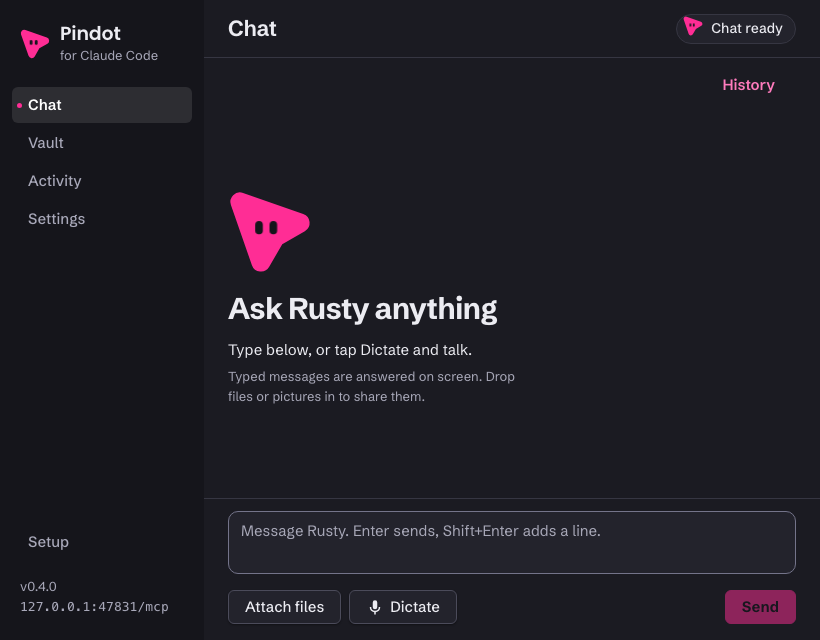 Pindot
for Claude Code
Chat
Vault
Activity
Settings
Setup
v0.4.0
127.0.0.1:47831/mcp
Chat
Chat ready
History
Ask Rusty anything
Type below, or tap Dictate and talk.
Typed messages are answered on screen. Drop
files or pictures in to share them.
Message Rusty. Enter sends, Shift+Enter adds a line.
Attach files
Dictate
Send